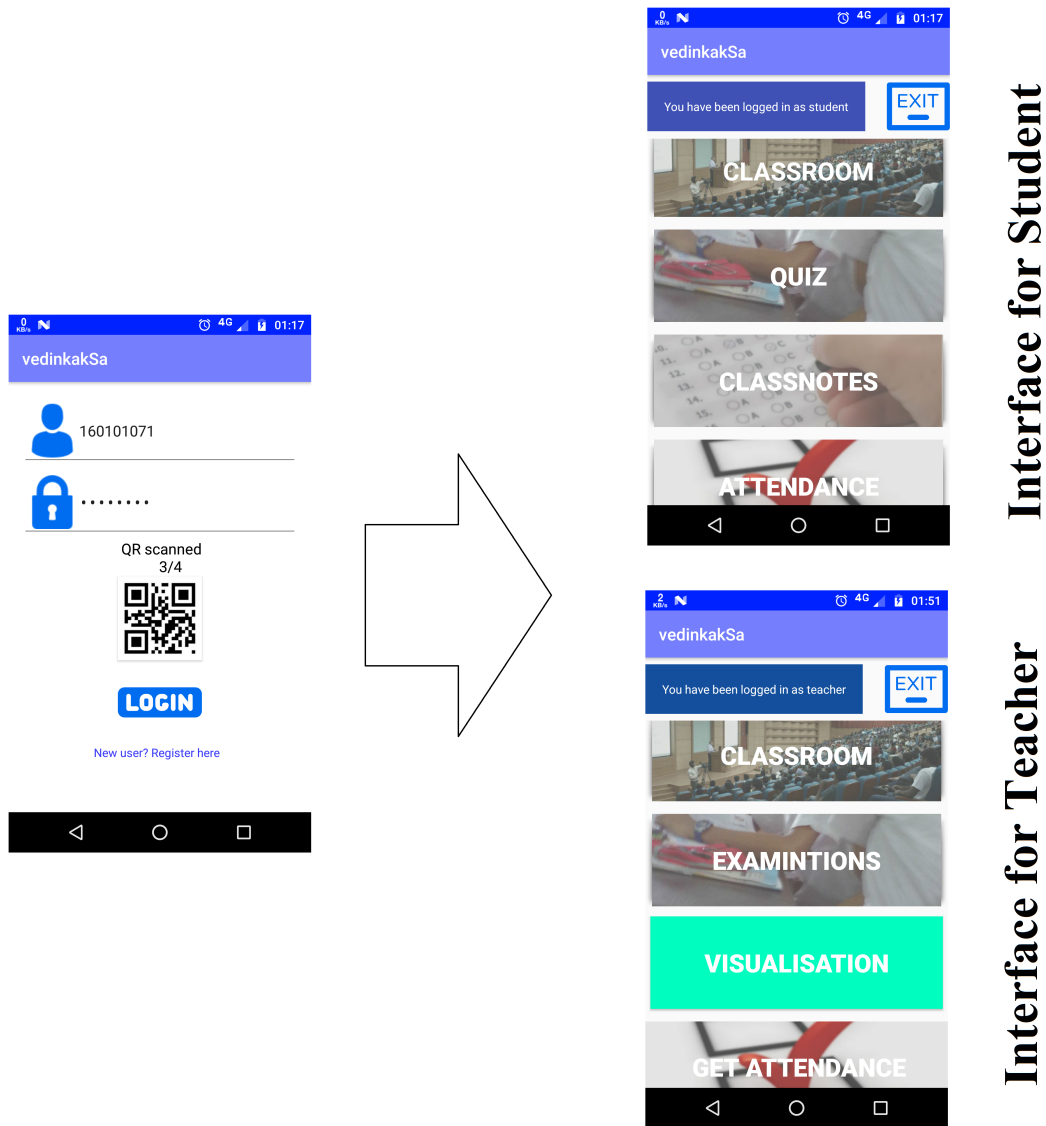 0
KB/s
4G
01:17
vedinkakSa
160101071
QR scanned
3/4
LOGIN
New user? Register here
0
KB/s
4G
01:17
vedinkakSa
You have been logged in as student
EXIT
CLASSROOM
QUIZ
CLASSNOTES
ATTENDANCE
Interface for Student
2
KB/s
4G
01:51
vedinkakSa
You have been logged in as teacher
EXIT
CLASSROOM
EXAMINTIONS
VISUALISATION
GET ATTENDANCE
Interface for Teacher